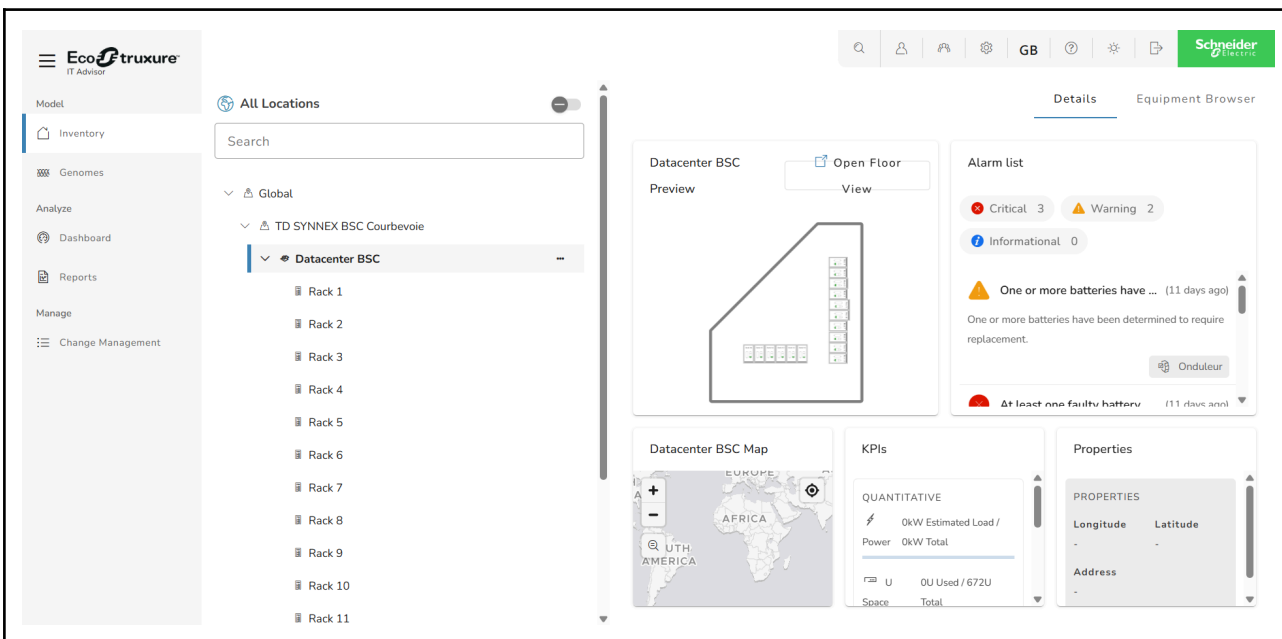 EcoStruxure™
IT Advisor
GB
Schneider
Electric
Model
Inventory
Genomes
Analyze
Dashboard
Reports
Manage
Change Management
All Locations
Search
Global
TD SYNNEX BSC Courbevoie
Datacenter BSC
Rack 1
Rack 2
Rack 3
Rack 4
Rack 5
Rack 6
Rack 7
Rack 8
Rack 9
Rack 10
Rack 11
Details
Equipment Browser
Datacenter BSC
Preview
Open Floor
View
Alarm list
Critical 3
Warning 2
Informational 0
One or more batteries have ... (11 days ago)
One or more batteries have been determined to require
replacement.
Onduleur
At least one faulty battery (11 days ago)
Datacenter BSC Map
EUROPE
AFRICA
UTH
AMERICA
KPIs
QUANTITATIVE
0kW Estimated Load /
Power 0kW Total
U 0U Used / 672U
Space Total
Properties
PROPERTIES
Longitude Latitude
- -
Address
-